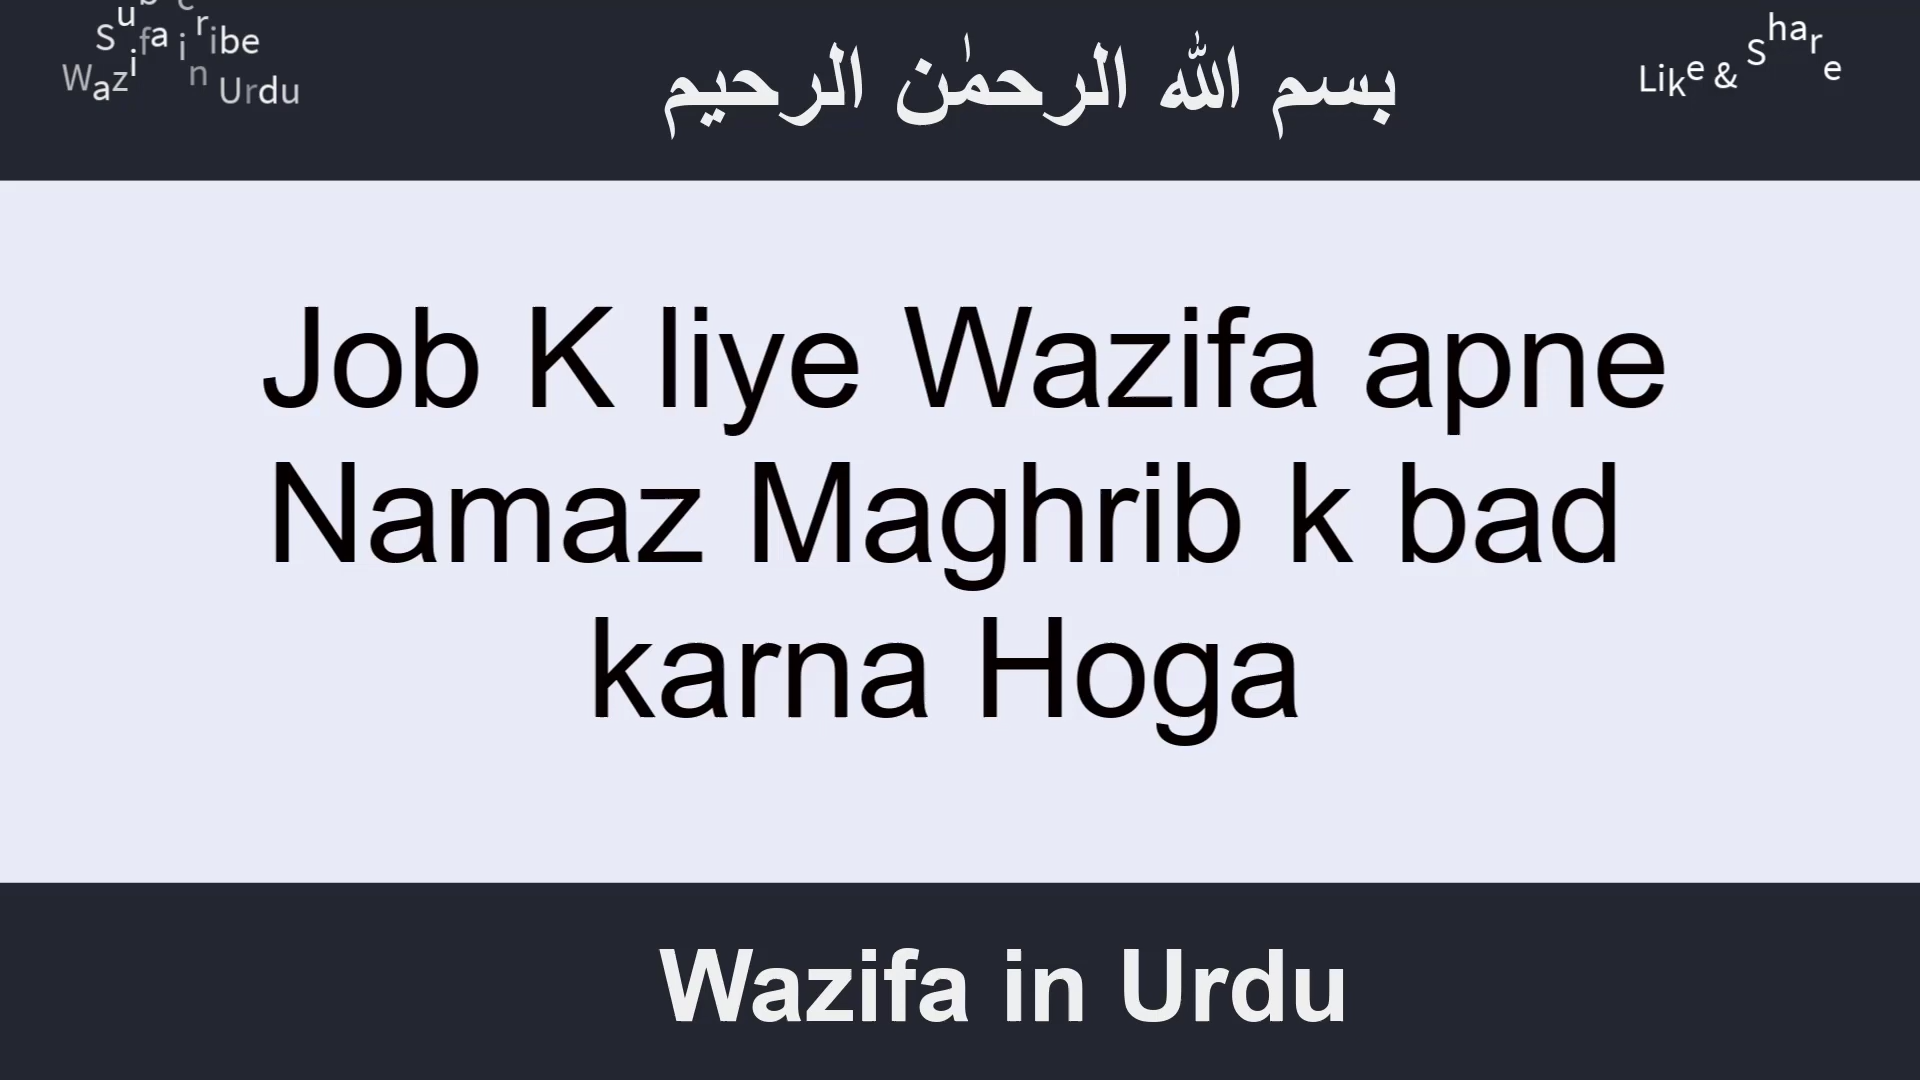 Subscribe
Wazifa in Urdu
بسم الله الرحمٰن الرحیم
Like & Share
Job K liye Wazifa apne
Namaz Maghrib k bad
karna Hoga
Wazifa in Urdu